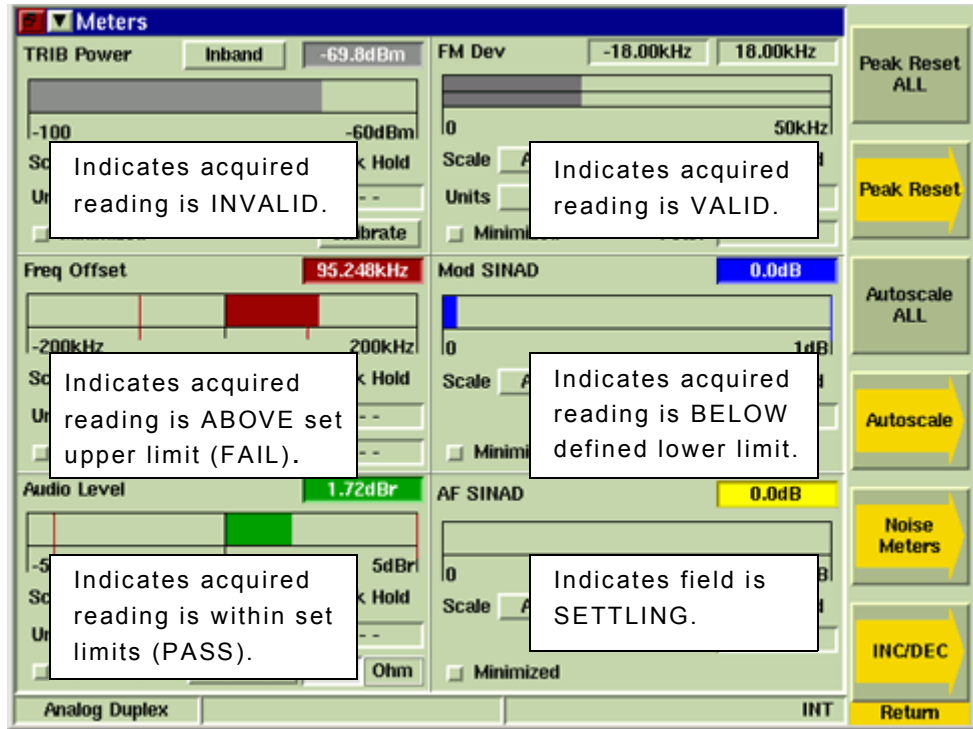 Meters
TRIB Power Inband -69.8dBm
-100 -60dBm
Indicates acquired
reading is INVALID.
Hold
- -
FM Dev -18.00kHz 18.00kHz
0 50kHz
Scale
Units
Indicates acquired
reading is VALID.
Freq Offset 95.248kHz
-200kHz 200kHz
Indicates acquired
reading is ABOVE set
upper limit (FAIL).
Hold
- -
- -
Mod SINAD 0.0dB
0 1dB
Scale
Indicates acquired
reading is BELOW
defined lower limit.
Audio Level 1.72dBr
-5 5dBr
Indicates acquired
reading is within set
limits (PASS).
Hold
- -
Ohm
AF SINAD 0.0dB
0
Scale
Indicates field is
SETTLING.
Minimized
Analog Duplex INT
Peak Reset
ALL
Peak Reset
Autoscale
ALL
Autoscale
Noise
Meters
INC/DEC
Return